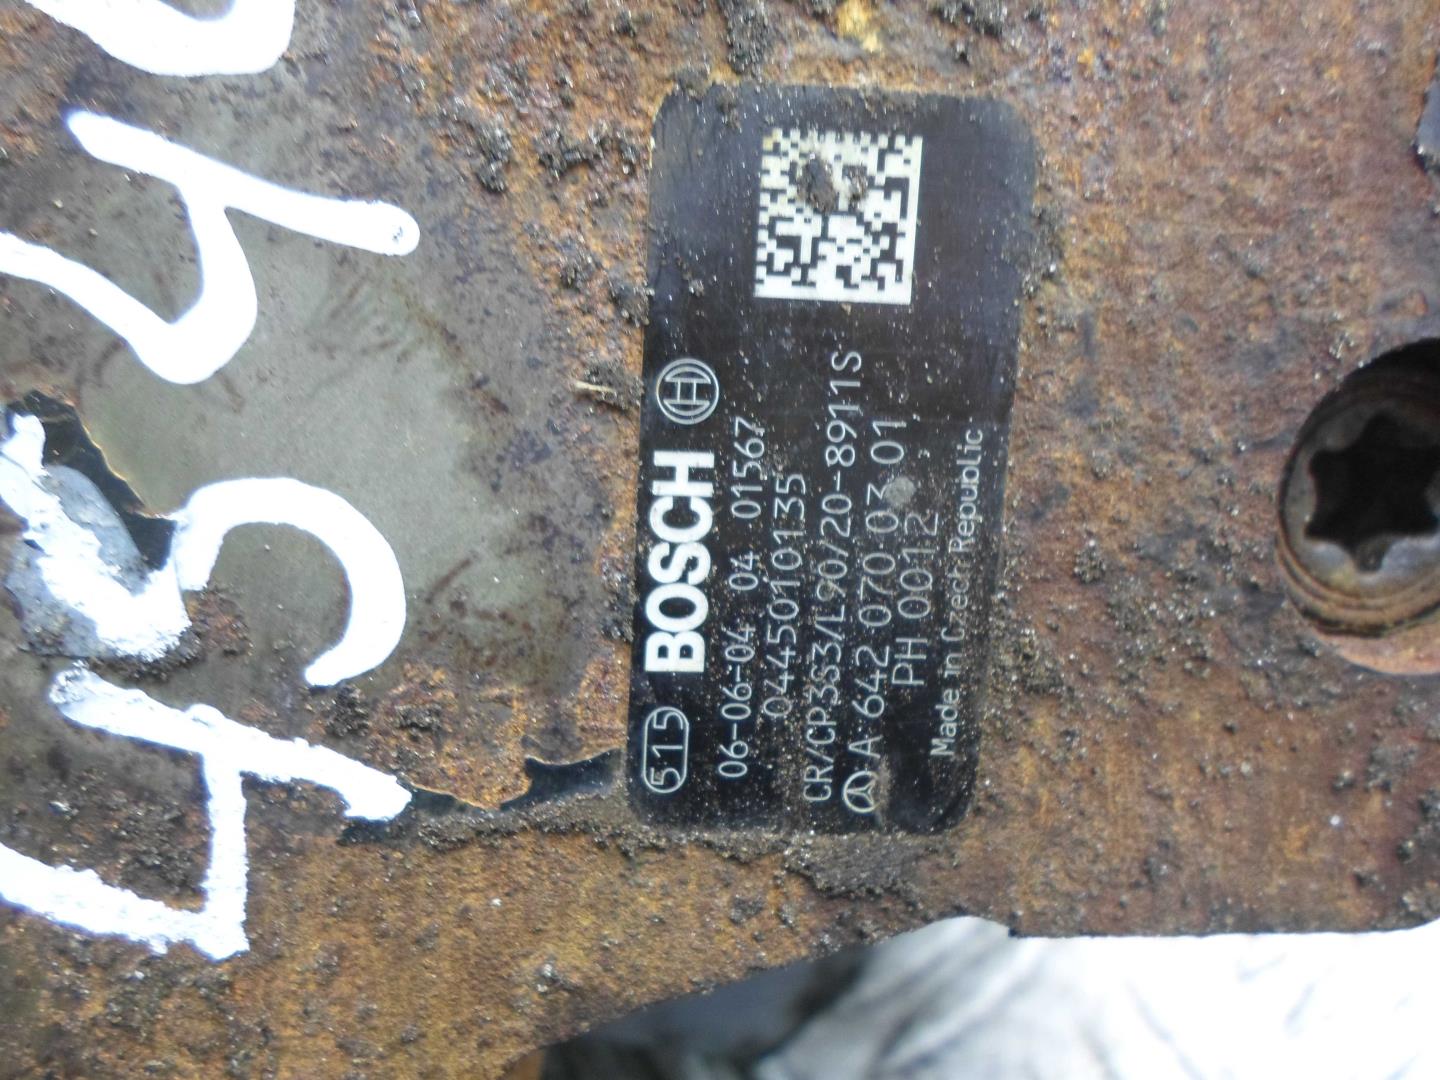 515 BOSCH
06-06-04 04 01567
0445010135
CR/CP3S3/L90/20-8911S
A 642 070 03 01
PH 0012
Made in Czech Republic